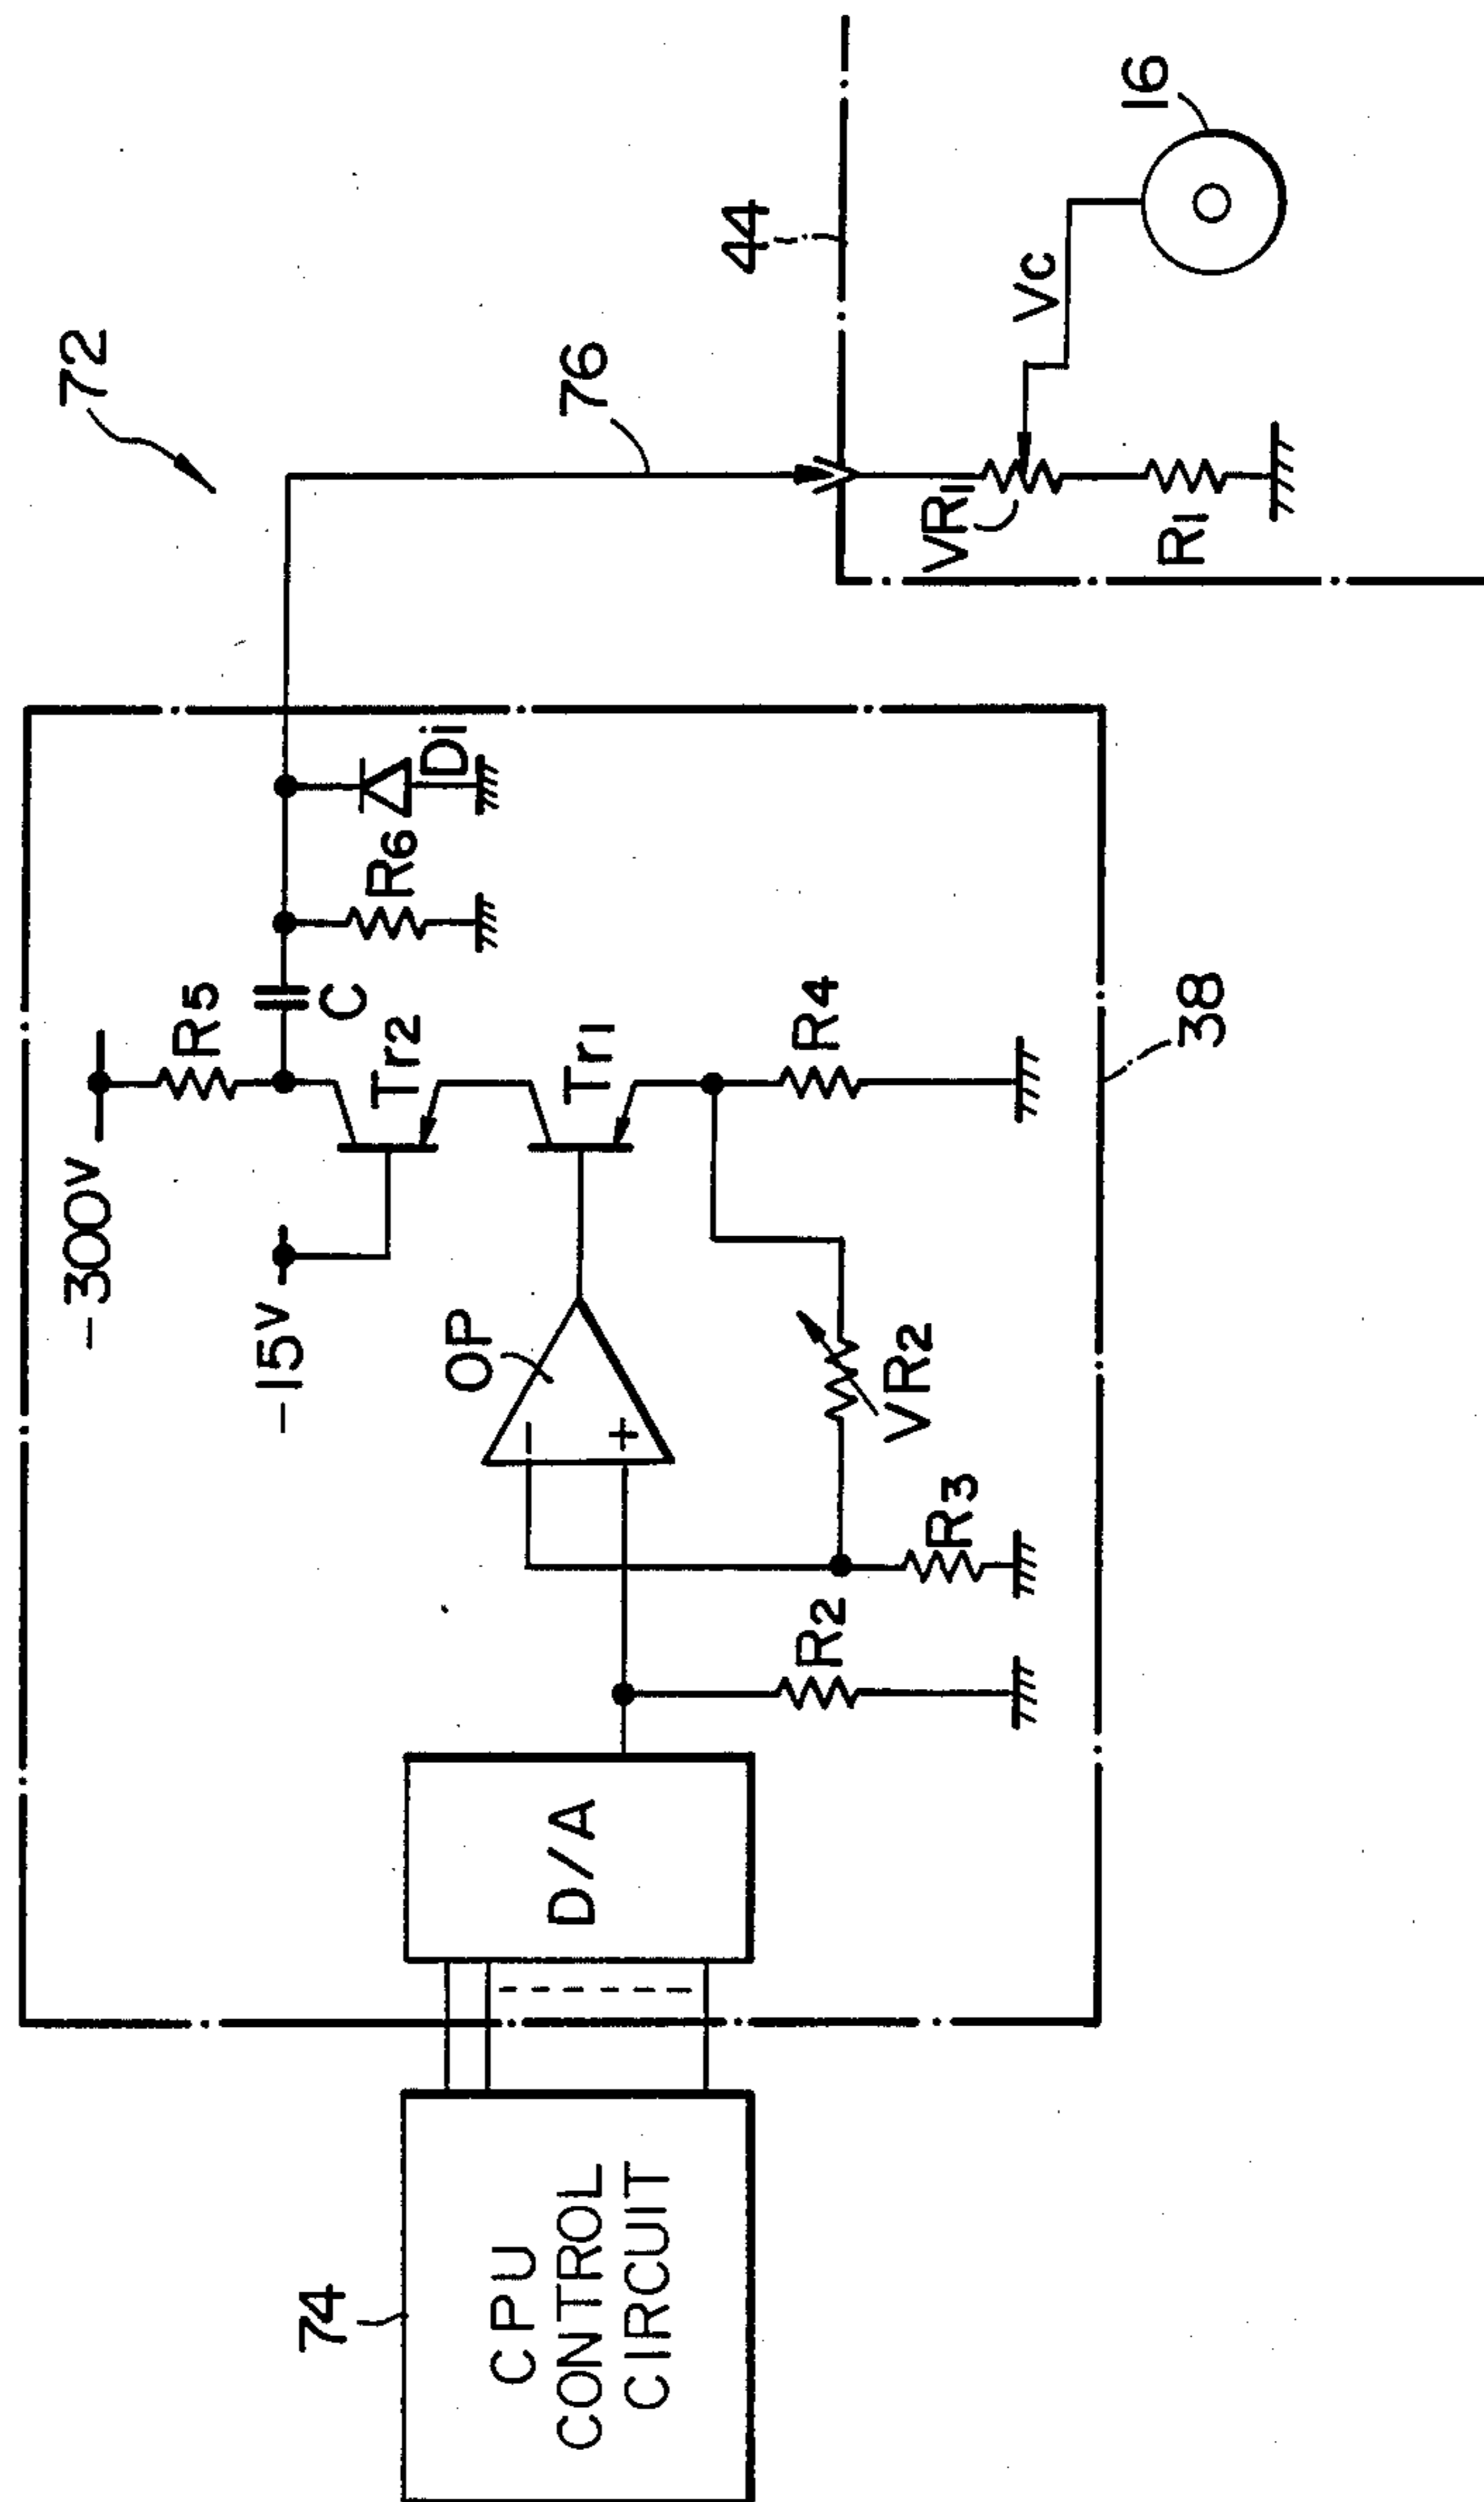 72
-300V
R5
-15V
Tr2
C
R6
Di
76
44
16
Vc
VR1
R1
OP
Tr1
R4
-
+
VR2
R3
R2
D/A
38
74
CPU
CONTROL
CIRCUIT